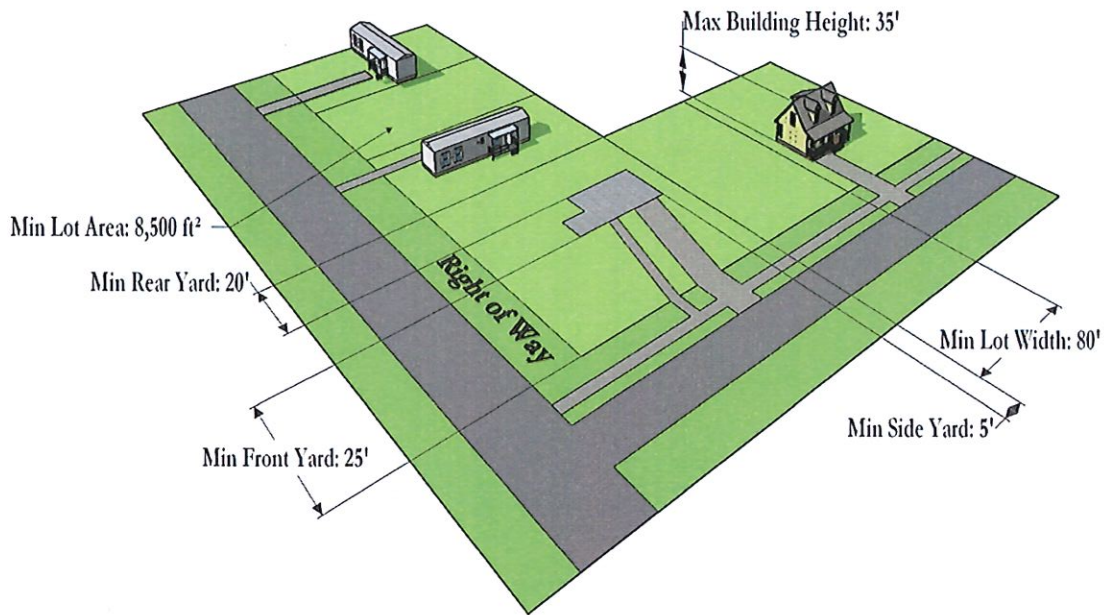 Max Building Height: 35'
Min Lot Area: 8,500 ft²
Min Rear Yard: 20'
Right of Way
Min Lot Width: 80'
Min Side Yard: 5'
Min Front Yard: 25'